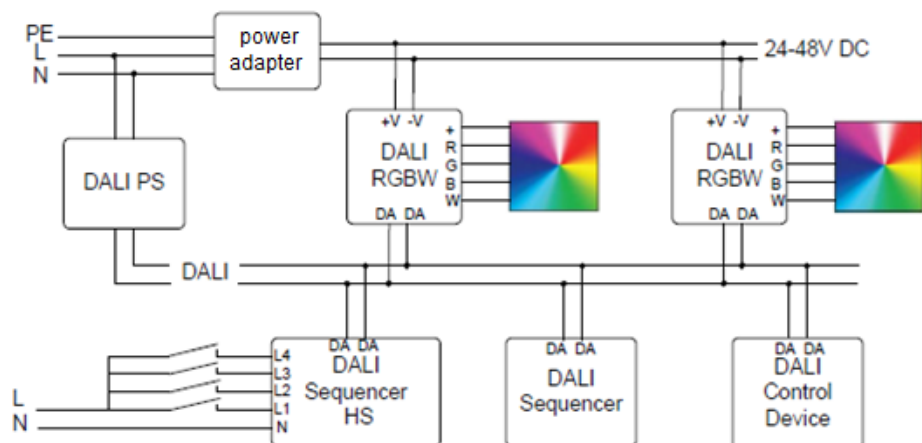 PE
L
N
power
adapter
24-48V DC
DALI PS
+V -V
DALI
RGBW
+
R
G
B
W
DA DA
+V -V
DALI
RGBW
+
R
G
B
W
DA DA
DALI
L
N
L4
L3
L2
L1
N
DA DA
DALI
Sequencer
HS
DA DA
DALI
Sequencer
DA DA
DALI
Control
Device